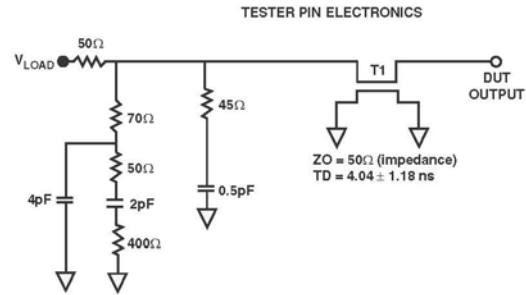 TESTER PIN ELECTRONICS
50Ω
VLOAD
T1
DUT
OUTPUT
70Ω
45Ω
50Ω
4pF
2pF
0.5pF
400Ω
ZO = 50Ω (impedance)
TD = 4.04 ± 1.18 ns